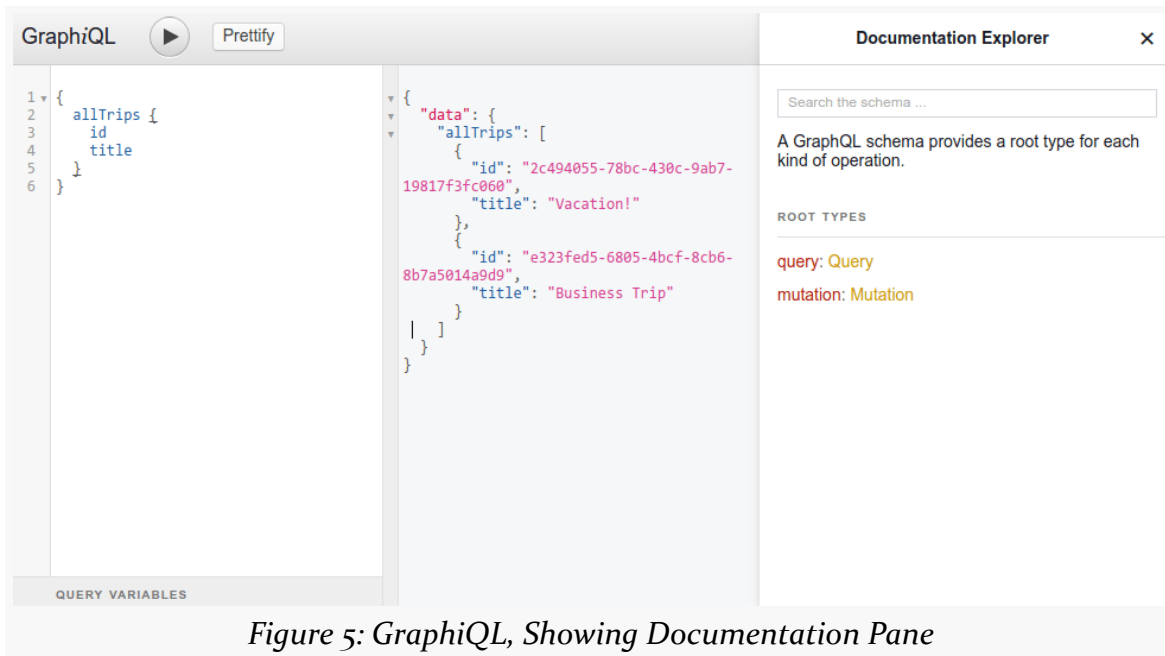 GraphiQL
Prettify
1 {
2 allTrips {
3 id
4 title
5 }
6 }
QUERY VARIABLES
{
"data": {
"allTrips": [
{
"id": "2c494055-78bc-430c-9ab7-
19817f3fc060",
"title": "Vacation!"
},
{
"id": "e323fed5-6805-4bcf-8cb6-
8b7a5014a9d9",
"title": "Business Trip"
}
]
}
}
Documentation Explorer ×
Search the schema ...
A GraphQL schema provides a root type for each
kind of operation.
ROOT TYPES
query: Query
mutation: Mutation
Figure 5: GraphiQL, Showing Documentation Pane